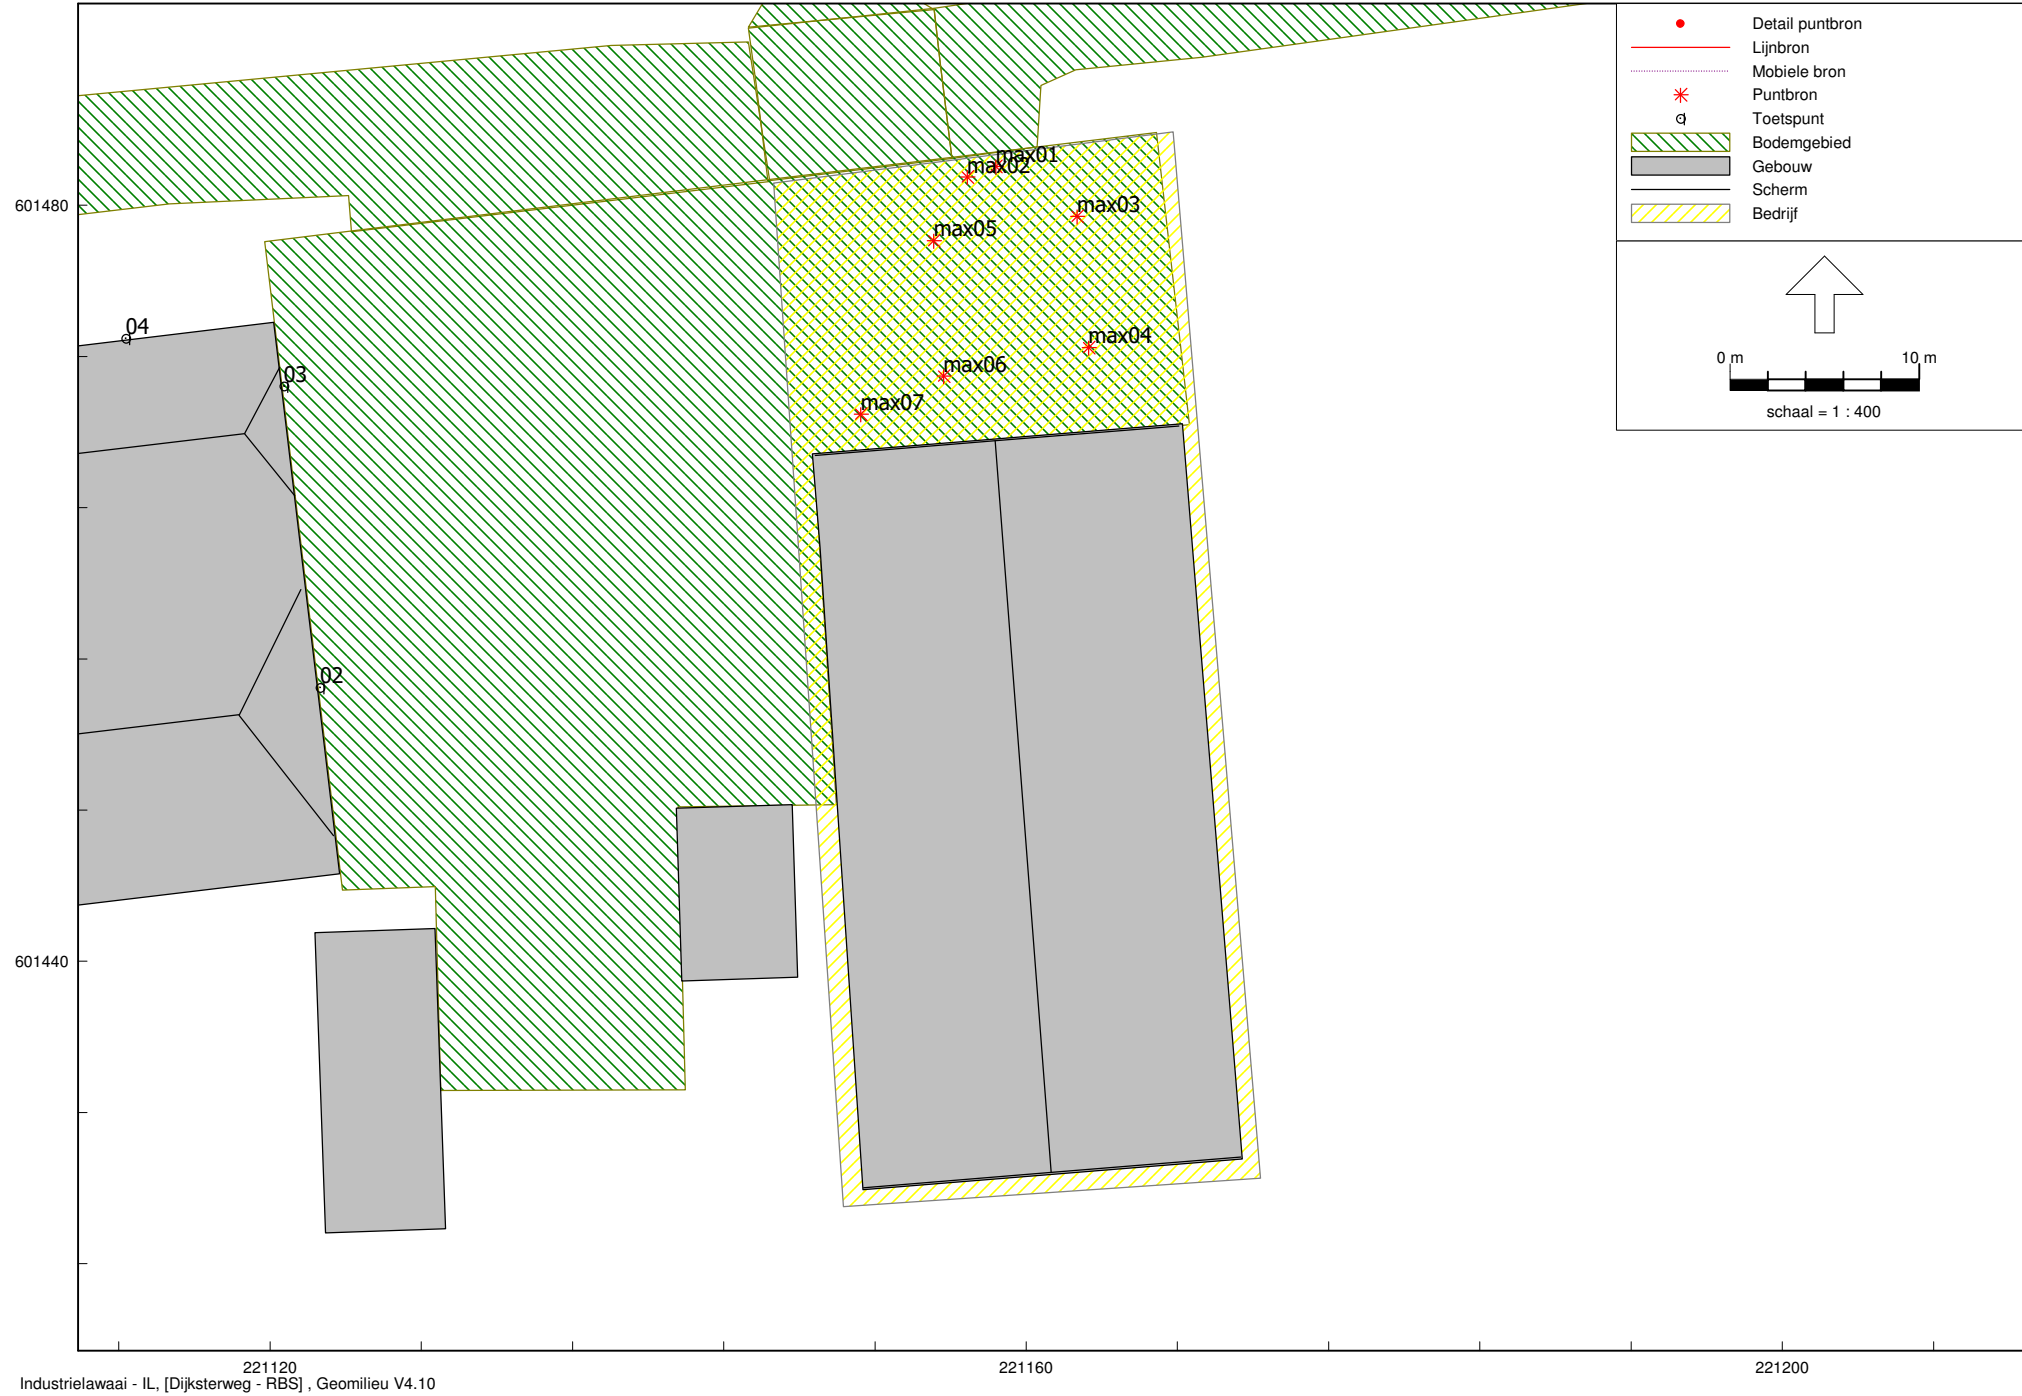 Detail puntbron
Lijnbron
Mobiele bron
Puntbron
Toetspunt
Bodemgebied
Gebouw
Scherm
Bedrijf
0 m 10 m
schaal = 1 : 400
max01
max02
max03
max05
max04
max06
max07
04
03
02
601480
601440
221120 221160 221200
Industrielawaai - IL, [Dijksterweg - RBS] , Geomilieu V4.10